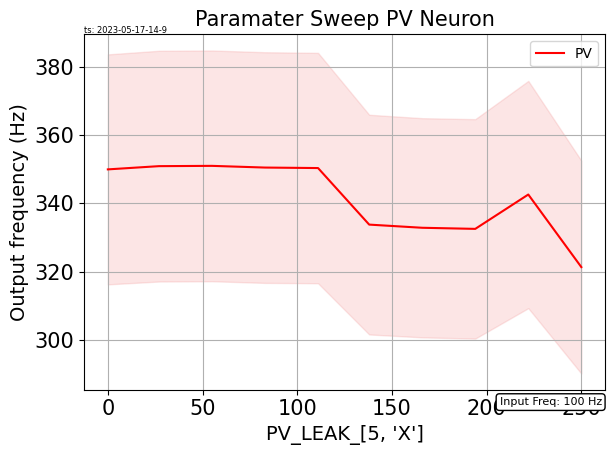 Paramater Sweep PV Neuron
ts: 2023-05-17-14-9
PV
Output frequency (Hz)
380
360
340
320
300
0 50 100 150 200 250
Input Freq: 100 Hz
PV_LEAK_[5, 'X']